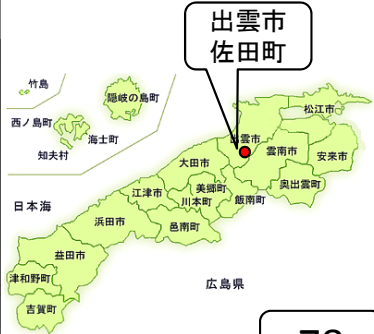 出雲市
佐田町
竹島
隠岐の島町
西ノ島町
海士町
知夫村
松江市
出雲市
安来市
雲南市
大田市
奥出雲町
美郷町
江津市
川本町
飯南町
日本海
浜田市
邑南町
益田市
津和野町
広島県
吉賀町